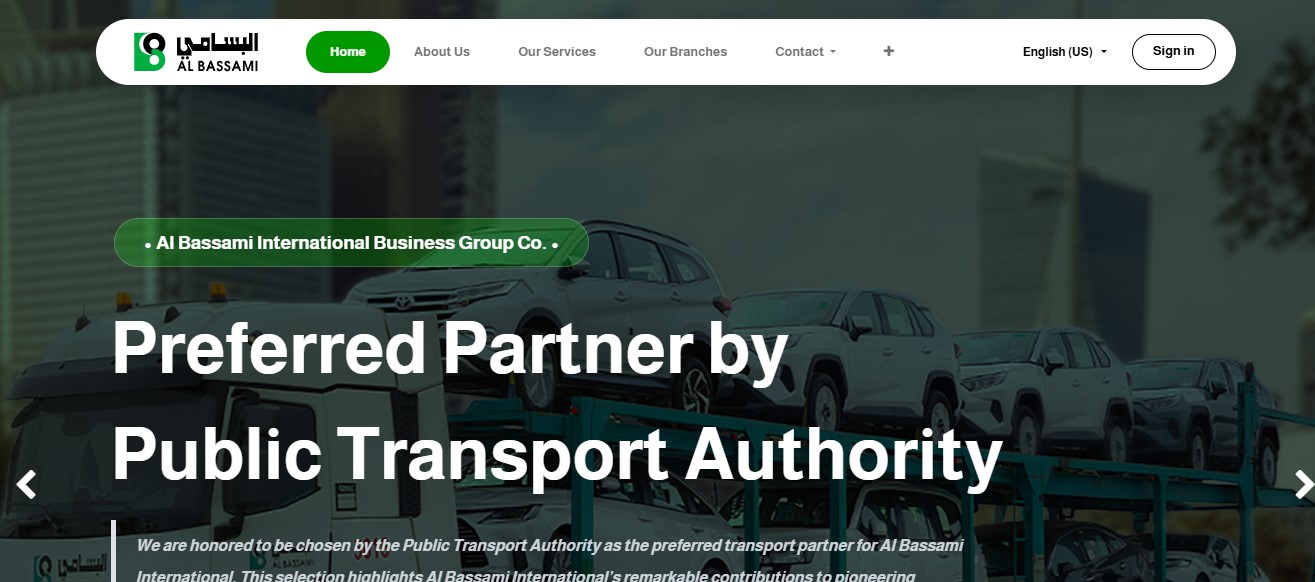 البسامي
AL BASSAMI
Home
About Us
Our Services
Our Branches
Contact
+
English (US)
Sign in
• Al Bassami International Business Group Co. •
Preferred Partner by
Public Transport Authority
We are honored to be chosen by the Public Transport Authority as the preferred transport partner for Al Bassami
International. This selection highlights Al Bassami International's remarkable contributions to pioneering
البسامي